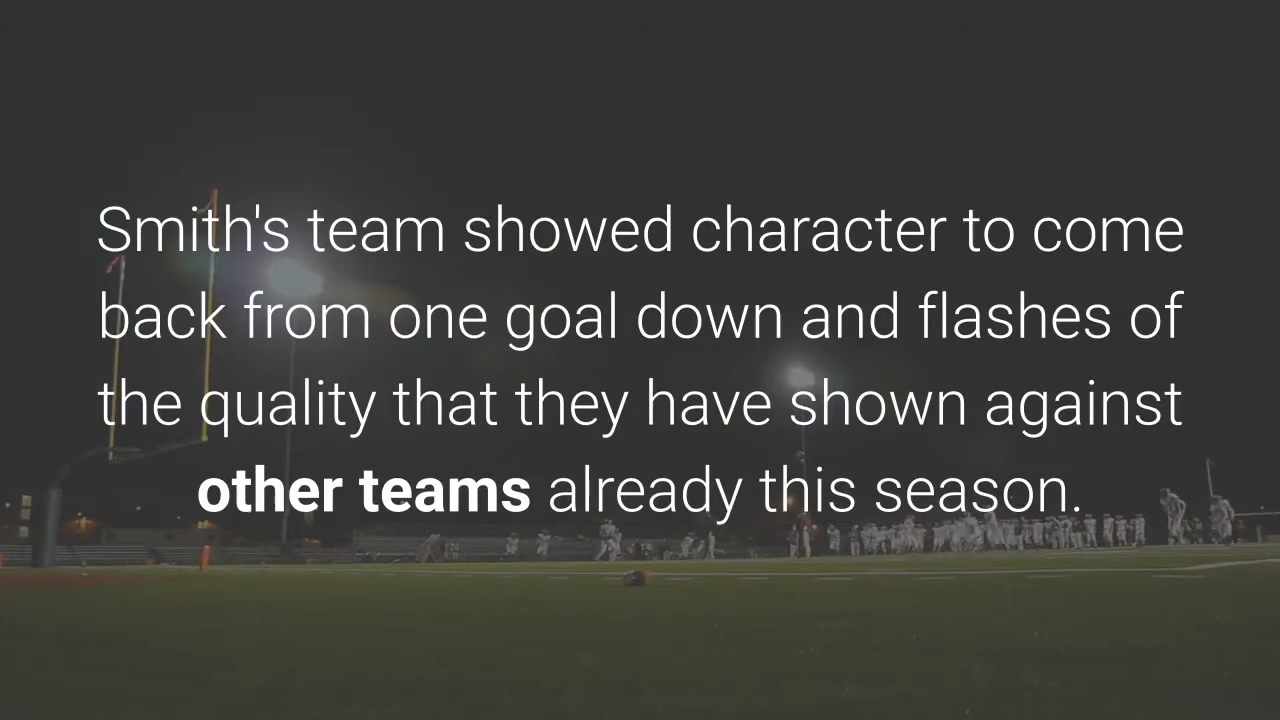 Smith's team showed character to come
back from one goal down and flashes of
the quality that they have shown against
other teams already this season.